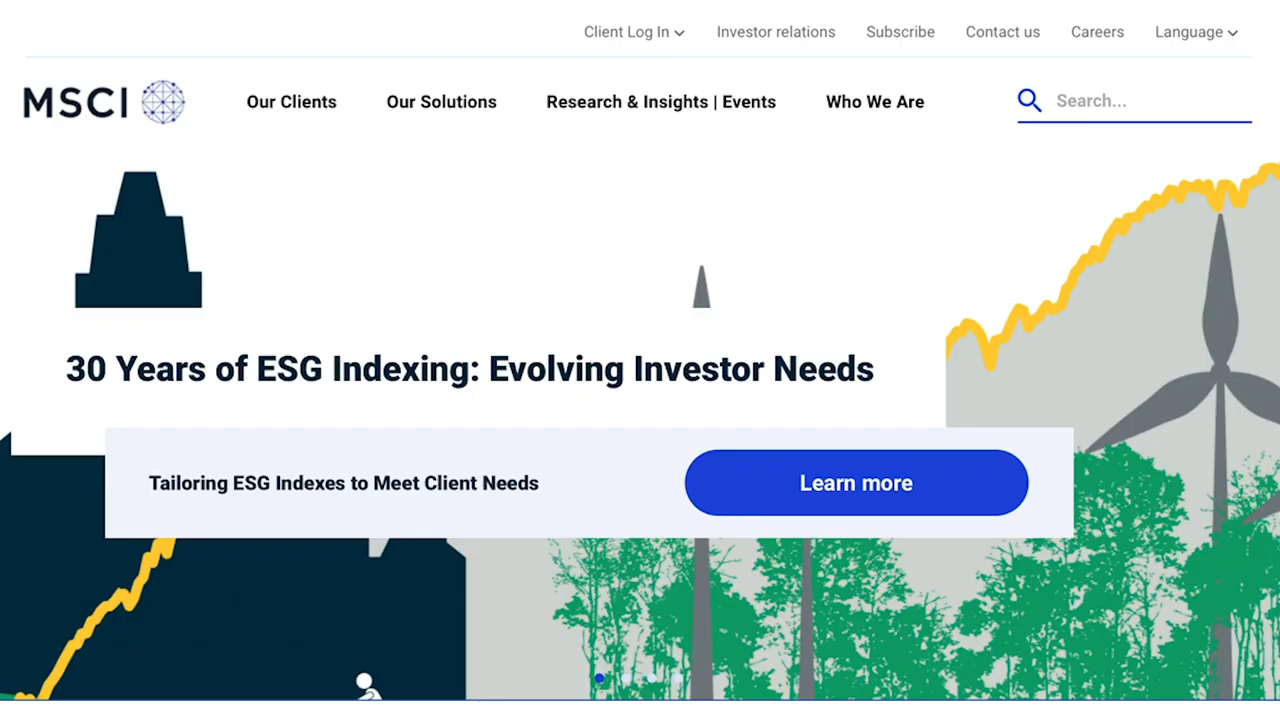 Client Log In Investor relations Subscribe Contact us Careers Language
MSCI Our Clients Our Solutions Research & Insights | Events Who We Are Search...
30 Years of ESG Indexing: Evolving Investor Needs
Tailoring ESG Indexes to Meet Client Needs Learn more